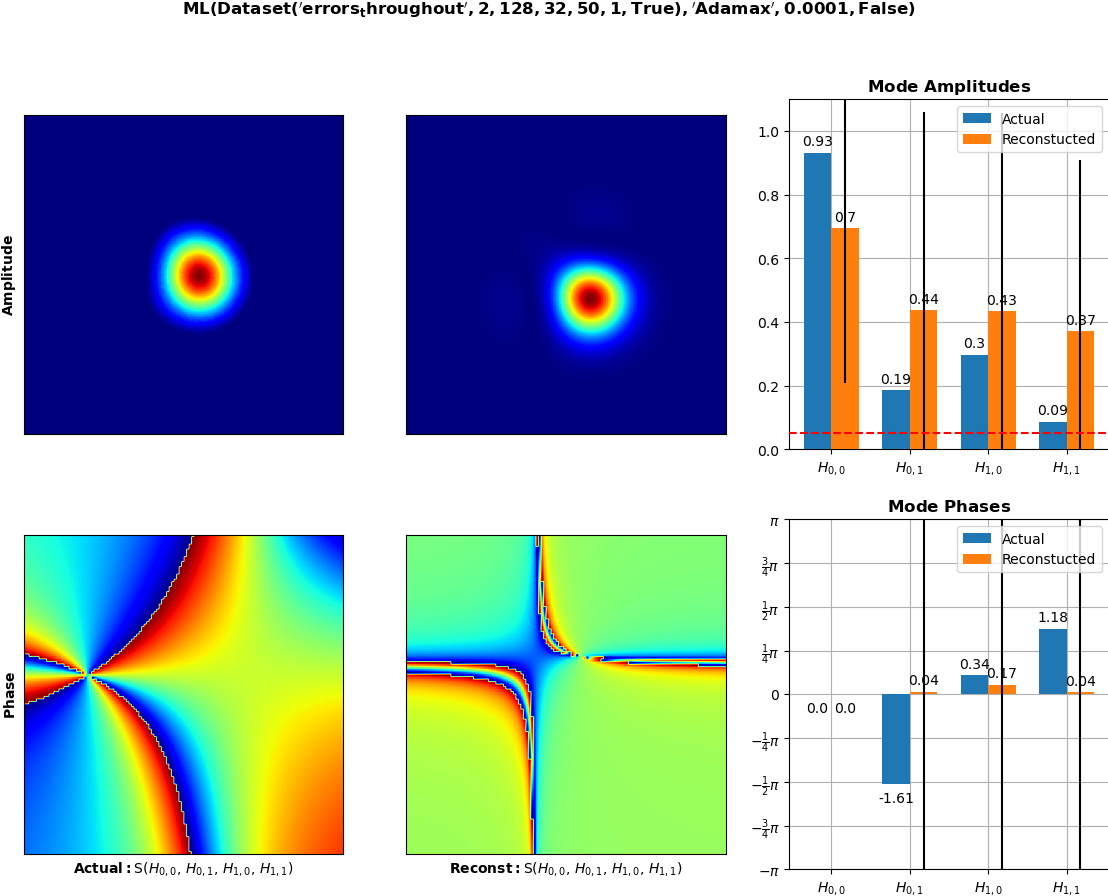 ML(Dataset('errors_throughout', 2, 128, 32, 50, 1, True), 'Adamax', 0.0001, False)
Mode Amplitudes
Actual
Reconstucted
1.0
0.8
0.6
0.4
0.2
0.0
0.93
0.7
0.19
0.44
0.3
0.43
0.09
0.37
H0,0
H0,1
H1,0
H1,1
Amplitude
Mode Phases
Actual
Reconstucted
π
3/4π
1/2π
1/4π
0
−1/4π
−1/2π
−3/4π
−π
0.0
0.0
-1.61
0.04
0.34
0.17
1.18
0.04
H0,0
H0,1
H1,0
H1,1
Phase
Actual: S(H0,0, H0,1, H1,0, H1,1)
Reconst: S(H0,0, H0,1, H1,0, H1,1)